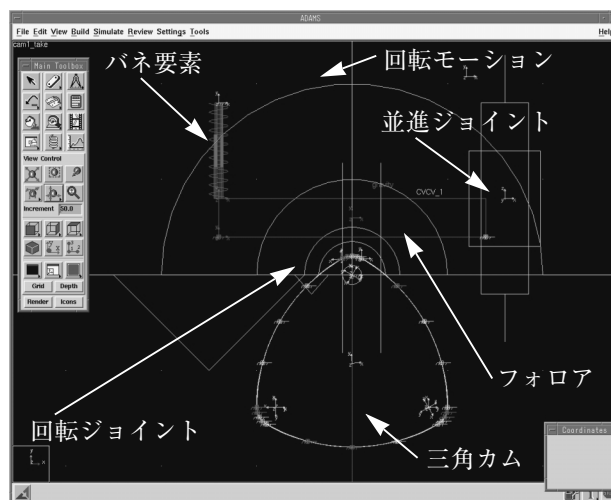 ADAMS
File Edit View Build Simulate Review Settings Tools Help
cam1_take
Main Toolbox
バネ要素
回転モーション
並進ジョイント
View Control
Increment 50.0
CVCV_1
Grid Depth
Render Icons
フォロア
回転ジョイント
三角カム
Coordinates